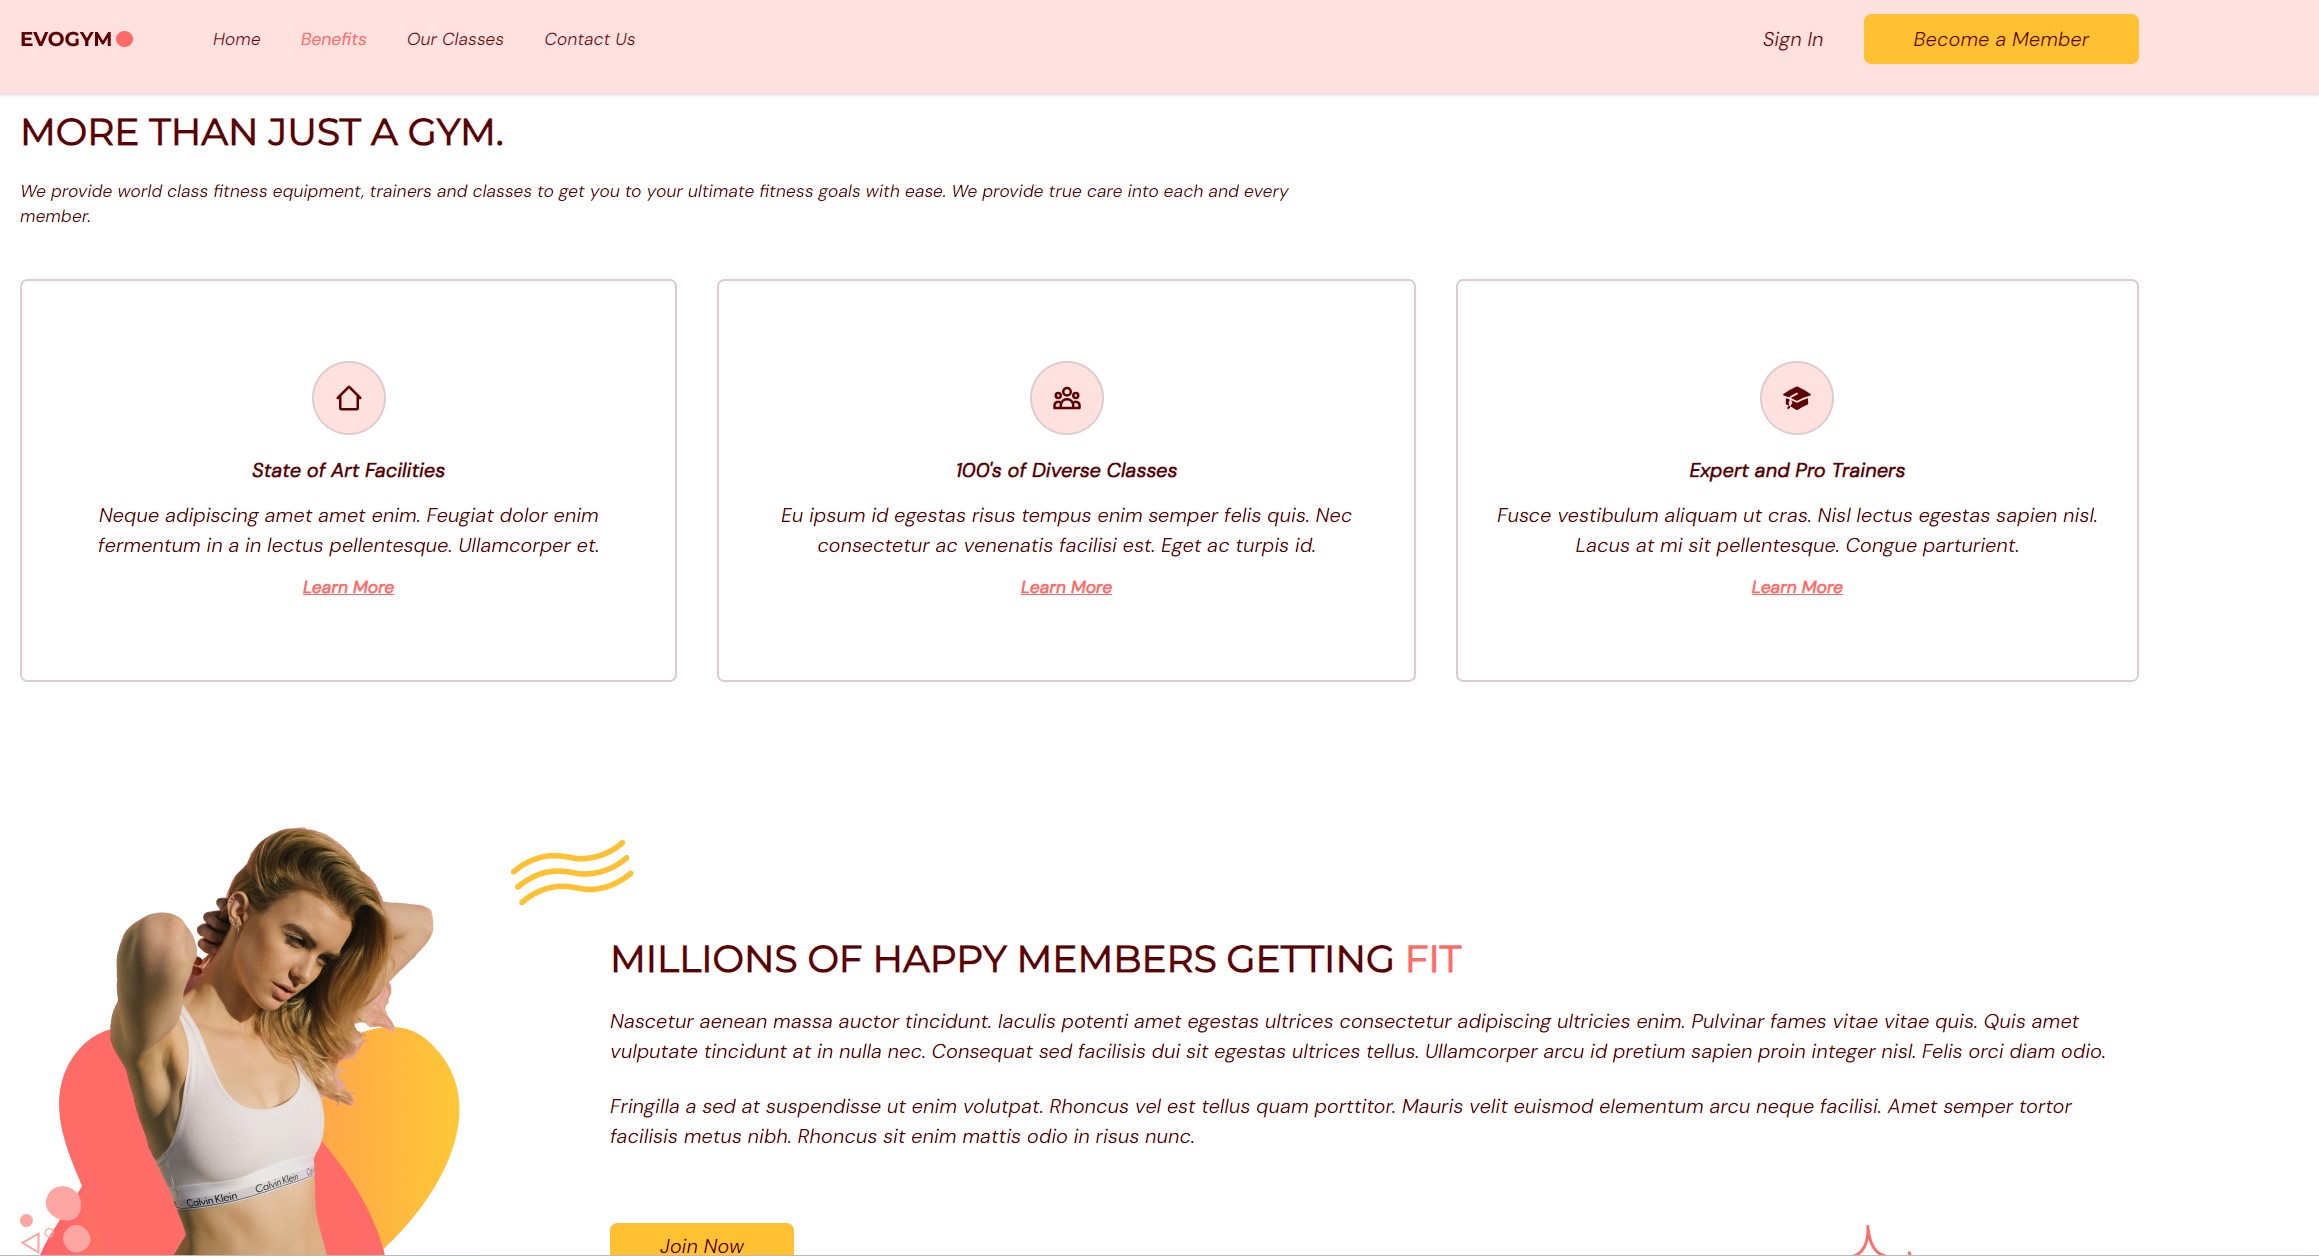 EVOGYM
Home Benefits Our Classes Contact Us
Sign In Become a Member
MORE THAN JUST A GYM.
We provide world class fitness equipment, trainers and classes to get you to your ultimate fitness goals with ease. We provide true care into each and every
member.
State of Art Facilities
Neque adipiscing amet amet enim. Feugiat dolor enim
fermentum in a in lectus pellentesque. Ullamcorper et.
Learn More
100's of Diverse Classes
Eu ipsum id egestas risus tempus enim semper felis quis. Nec
consectetur ac venenatis facilisi est. Eget ac turpis id.
Learn More
Expert and Pro Trainers
Fusce vestibulum aliquam ut cras. Nisl lectus egestas sapien nisl.
Lacus at mi sit pellentesque. Congue parturient.
Learn More
MILLIONS OF HAPPY MEMBERS GETTING FIT
Nascetur aenean massa auctor tincidunt. Iaculis potenti amet egestas ultrices consectetur adipiscing ultricies enim. Pulvinar fames vitae vitae quis. Quis amet
vulputate tincidunt at in nulla nec. Consequat sed facilisis dui sit egestas ultrices tellus. Ullamcorper arcu id pretium sapien proin integer nisl. Felis orci diam odio.
Fringilla a sed at suspendisse ut enim volutpat. Rhoncus vel est tellus quam porttitor. Mauris velit euismod elementum arcu neque facilisi. Amet semper tortor
facilisis metus nibh. Rhoncus sit enim mattis odio in risus nunc.
Calvin Klein Calvin Klein
Join Now